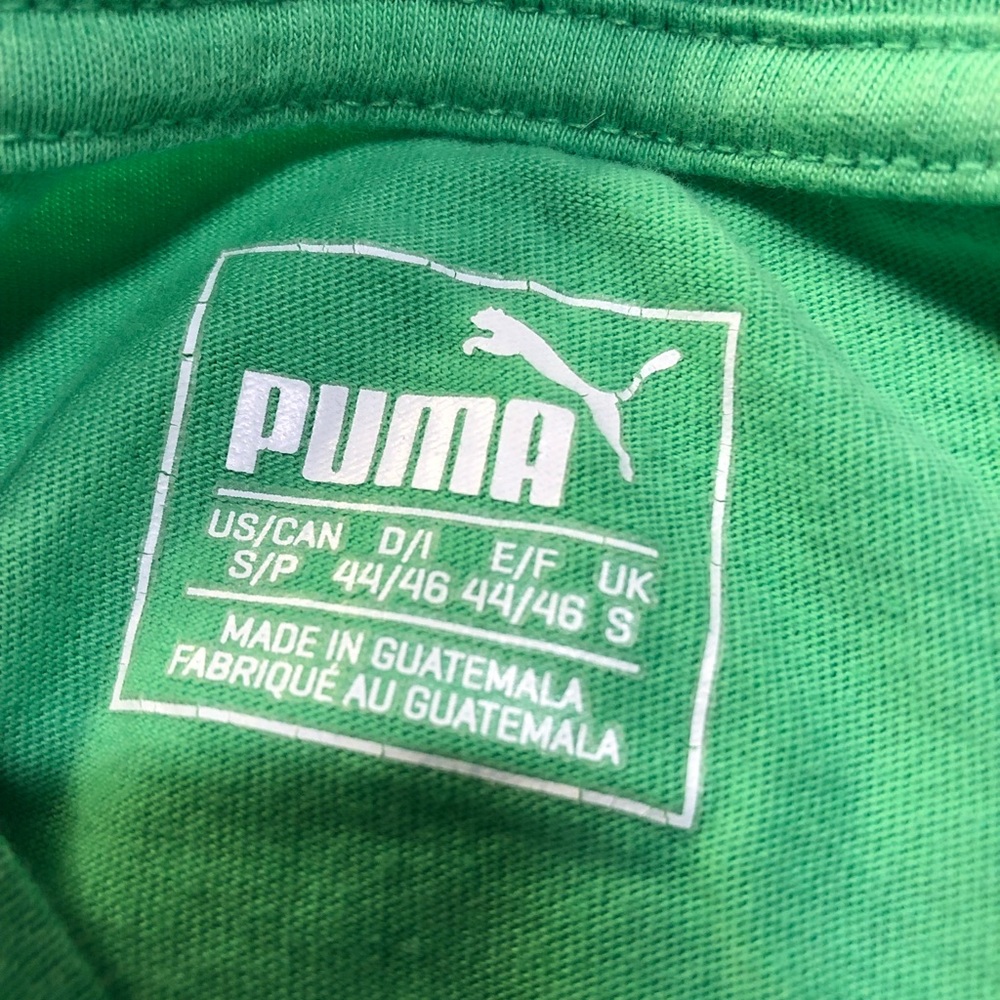 PUMA
US/CAN D/I E/F UK
S/P 44/46 44/46 S
MADE IN GUATEMALA
FABRIQUÉ AU GUATEMALA